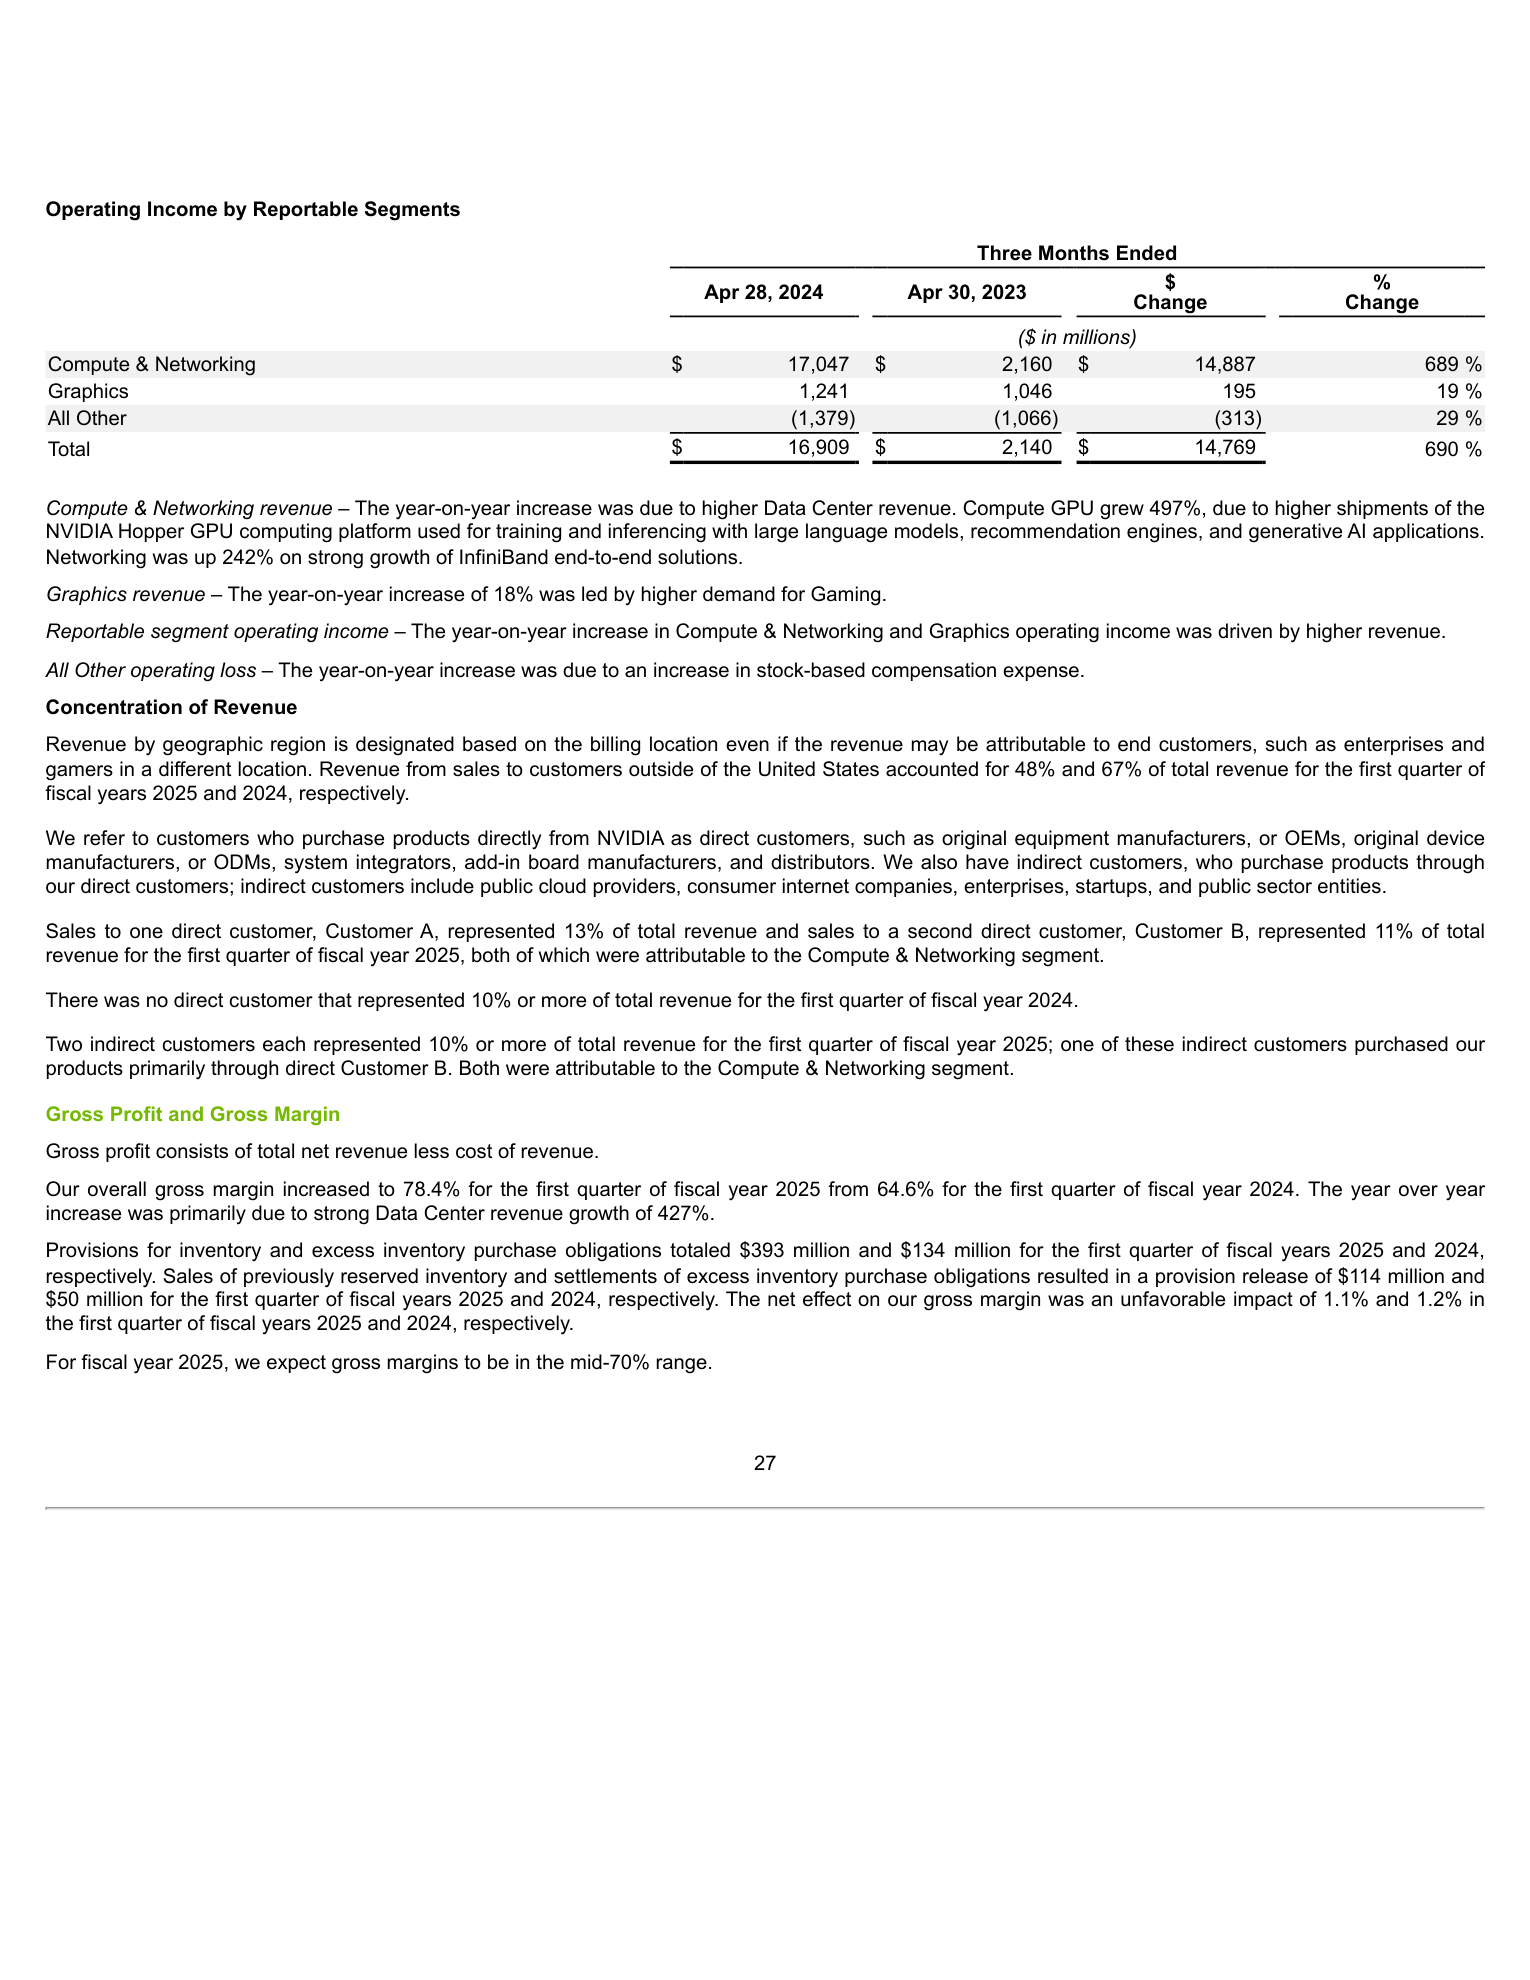 Operating Income by Reportable Segments
Three Months Ended
Apr 28, 2024 Apr 30, 2023 $ Change % Change
($ in millions)
Compute & Networking $ 17,047 $ 2,160 $ 14,887 689 %
Graphics 1,241 1,046 195 19 %
All Other (1,379) (1,066) (313) 29 %
Total $ 16,909 $ 2,140 $ 14,769 690 %
Compute & Networking revenue – The year-on-year increase was due to higher Data Center revenue. Compute GPU grew 497%, due to higher shipments of the
NVIDIA Hopper GPU computing platform used for training and inferencing with large language models, recommendation engines, and generative AI applications.
Networking was up 242% on strong growth of InfiniBand end-to-end solutions.
Graphics revenue – The year-on-year increase of 18% was led by higher demand for Gaming.
Reportable segment operating income – The year-on-year increase in Compute & Networking and Graphics operating income was driven by higher revenue.
All Other operating loss – The year-on-year increase was due to an increase in stock-based compensation expense.
Concentration of Revenue
Revenue by geographic region is designated based on the billing location even if the revenue may be attributable to end customers, such as enterprises and
gamers in a different location. Revenue from sales to customers outside of the United States accounted for 48% and 67% of total revenue for the first quarter of
fiscal years 2025 and 2024, respectively.
We refer to customers who purchase products directly from NVIDIA as direct customers, such as original equipment manufacturers, or OEMs, original device
manufacturers, or ODMs, system integrators, add-in board manufacturers, and distributors. We also have indirect customers, who purchase products through
our direct customers; indirect customers include public cloud providers, consumer internet companies, enterprises, startups, and public sector entities.
Sales to one direct customer, Customer A, represented 13% of total revenue and sales to a second direct customer, Customer B, represented 11% of total
revenue for the first quarter of fiscal year 2025, both of which were attributable to the Compute & Networking segment.
There was no direct customer that represented 10% or more of total revenue for the first quarter of fiscal year 2024.
Two indirect customers each represented 10% or more of total revenue for the first quarter of fiscal year 2025; one of these indirect customers purchased our
products primarily through direct Customer B. Both were attributable to the Compute & Networking segment.
Gross Profit and Gross Margin
Gross profit consists of total net revenue less cost of revenue.
Our overall gross margin increased to 78.4% for the first quarter of fiscal year 2025 from 64.6% for the first quarter of fiscal year 2024. The year over year
increase was primarily due to strong Data Center revenue growth of 427%.
Provisions for inventory and excess inventory purchase obligations totaled $393 million and $134 million for the first quarter of fiscal years 2025 and 2024,
respectively. Sales of previously reserved inventory and settlements of excess inventory purchase obligations resulted in a provision release of $114 million and
$50 million for the first quarter of fiscal years 2025 and 2024, respectively. The net effect on our gross margin was an unfavorable impact of 1.1% and 1.2% in
the first quarter of fiscal years 2025 and 2024, respectively.
For fiscal year 2025, we expect gross margins to be in the mid-70% range.
27